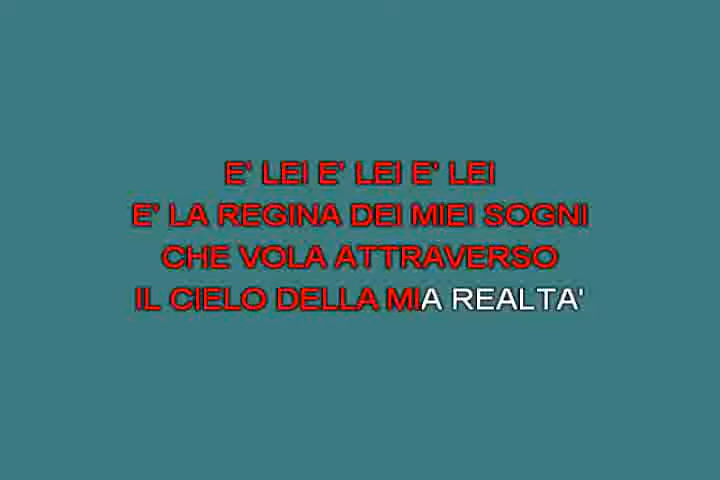 E' LEI E' LEI E' LEI
E' LA REGINA DEI MIEI SOGNI
CHE VOLA ATTRAVERSO
IL CIELO DELLA MIA REALTA'